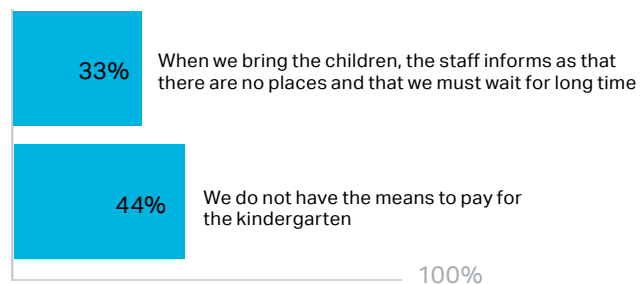 33%
When we bring the children, the staff informs as that
there are no places and that we must wait for long time
44%
We do not have the means to pay for
the kindergarten
100%